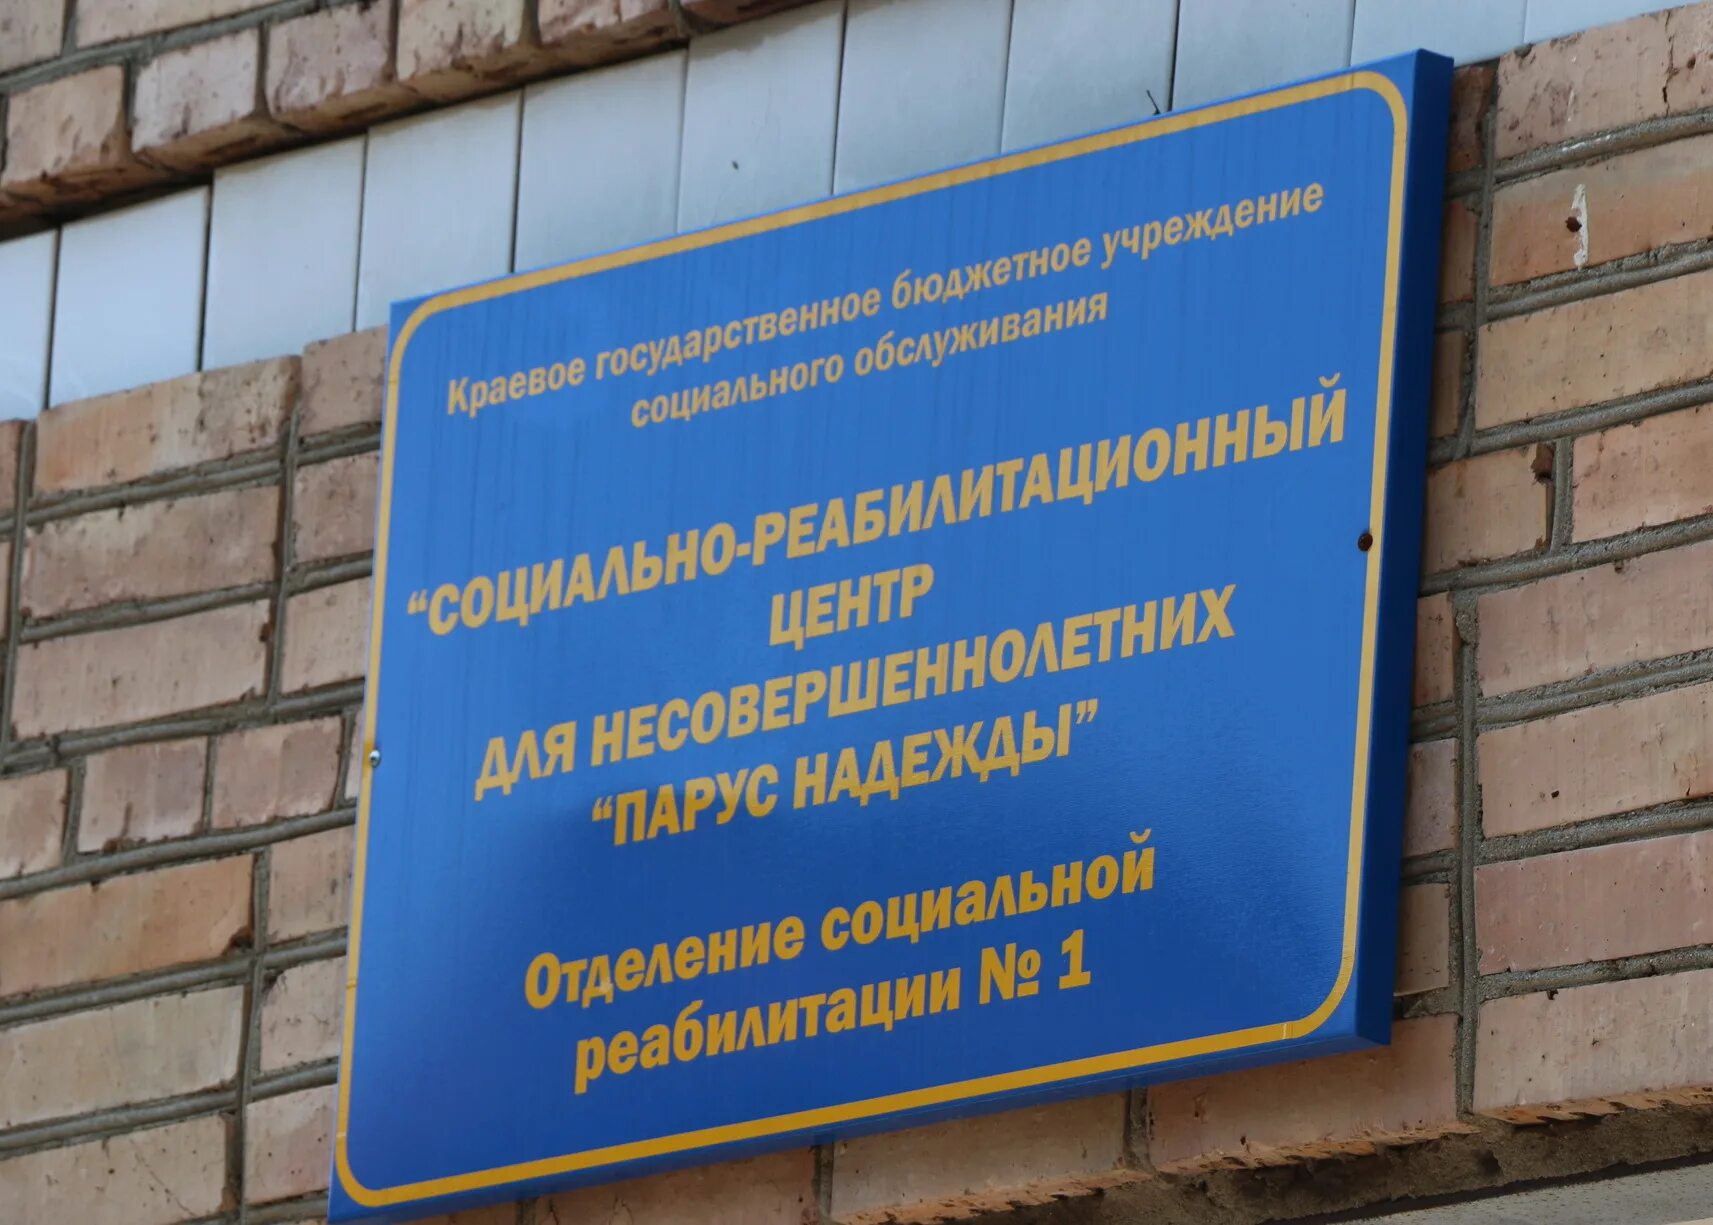 Краевое государственное бюджетное учреждение
социального обслуживания
“СОЦИАЛЬНО-РЕАБИЛИТАЦИОННЫЙ
ЦЕНТР
ДЛЯ НЕСОВЕРШЕННОЛЕТНИХ
“ПАРУС НАДЕЖДЫ”
Отделение социальной
реабилитации № 1